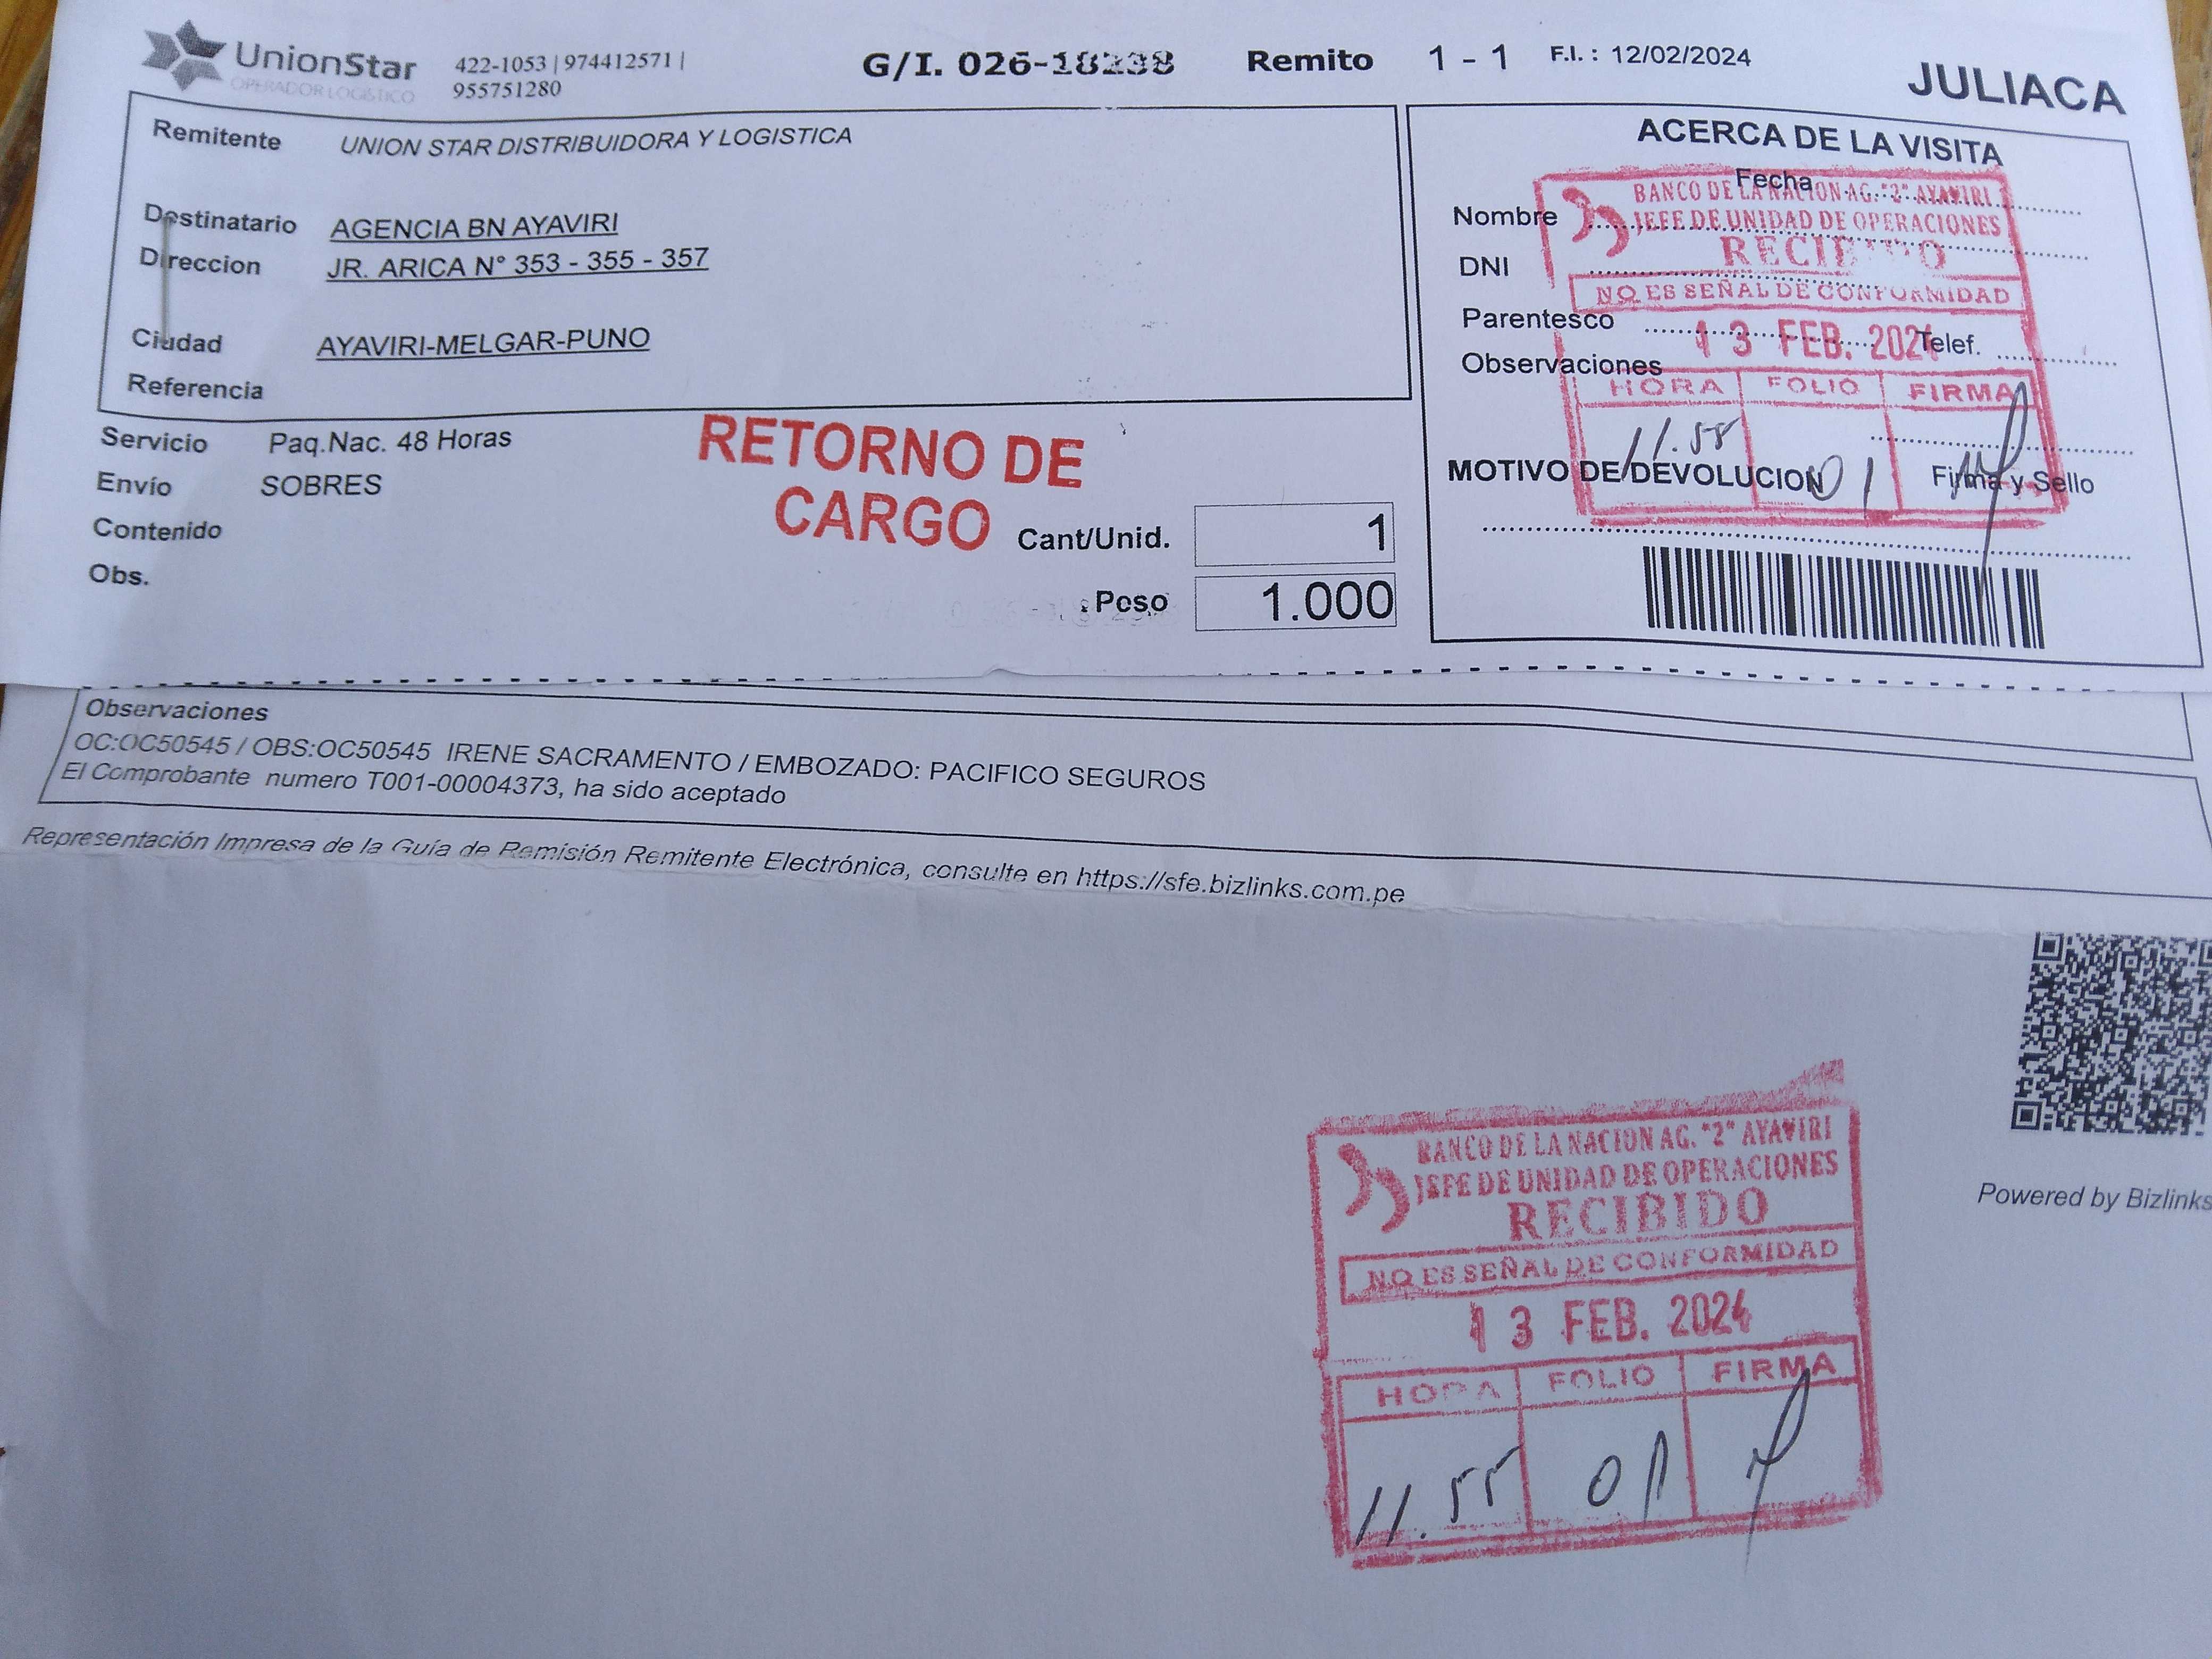 UnionStar
OPERADOR LOGISTICO
422-1053 | 974412571 |
955751280
G/I. 026-18238 Remito 1 - 1 F.I. : 12/02/2024
JULIACA
Remitente UNION STAR DISTRIBUIDORA Y LOGISTICA
Destinatario AGENCIA BN AYAVIRI
Direccion JR. ARICA N° 353 - 355 - 357
Ciudad AYAVIRI-MELGAR-PUNO
Referencia
Servicio Paq.Nac. 48 Horas
Envío SOBRES
Contenido
Obs.
RETORNO DE
CARGO
Cant/Unid. 1
Peso 1.000
ACERCA DE LA VISITA
Fecha
Nombre
DNI
Parentesco Telef.
Observaciones
MOTIVO DE DEVOLUCION Firma y Sello
BANCO DE LA NACION AG. "2" AYAVIRI
JEFE DE UNIDAD DE OPERACIONES
RECIBIDO
NO ES SEÑAL DE CONFORMIDAD
13 FEB. 2024
HORA FOLIO FIRMA
11.55 01
Observaciones
OC:OC50545 / OBS:OC50545 IRENE SACRAMENTO / EMBOZADO: PACIFICO SEGUROS
El Comprobante numero T001-00004373, ha sido aceptado
Representación Impresa de la Guía de Remisión Remitente Electrónica, consulte en https://sfe.bizlinks.com.pe
Powered by Bizlinks
BANCO DE LA NACION AG. "2" AYAVIRI
JEFE DE UNIDAD DE OPERACIONES
RECIBIDO
NO ES SEÑAL DE CONFORMIDAD
13 FEB. 2024
HORA FOLIO FIRMA
11.55 01